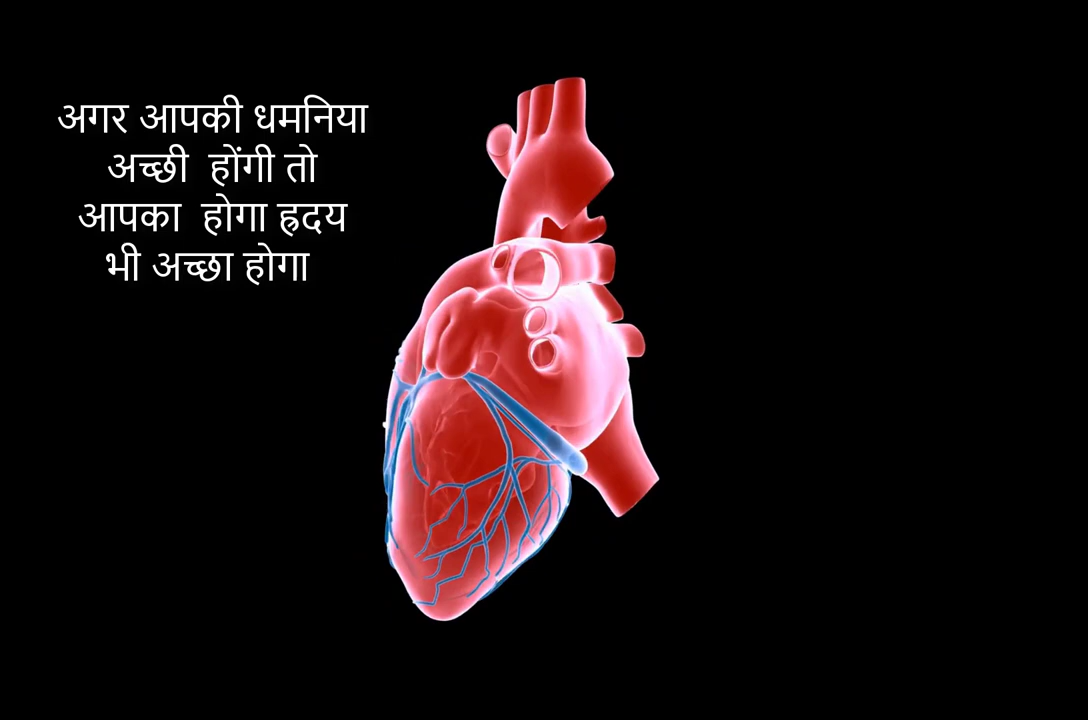 अगर आपकी धमनिया
अच्छी होंगी तो
आपका होगा ह्रदय
भी अच्छा होगा